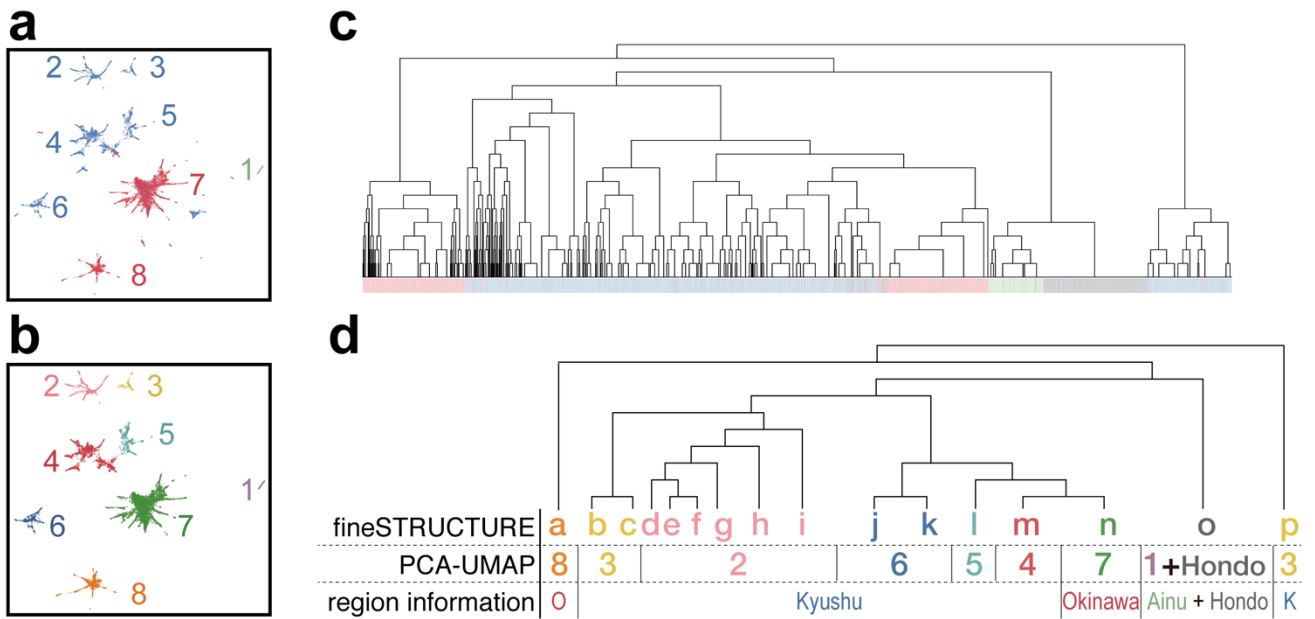 a
2 3
5
4
1
7
6
8
b
2 3
5
4
1
7
6
8
c
d
fineSTRUCTURE a b c d e f g h i j k l m n o p
PCA-UMAP 8 3 2 6 5 4 7 1+Hondo 3
region information O Kyushu Okinawa Ainu + Hondo K